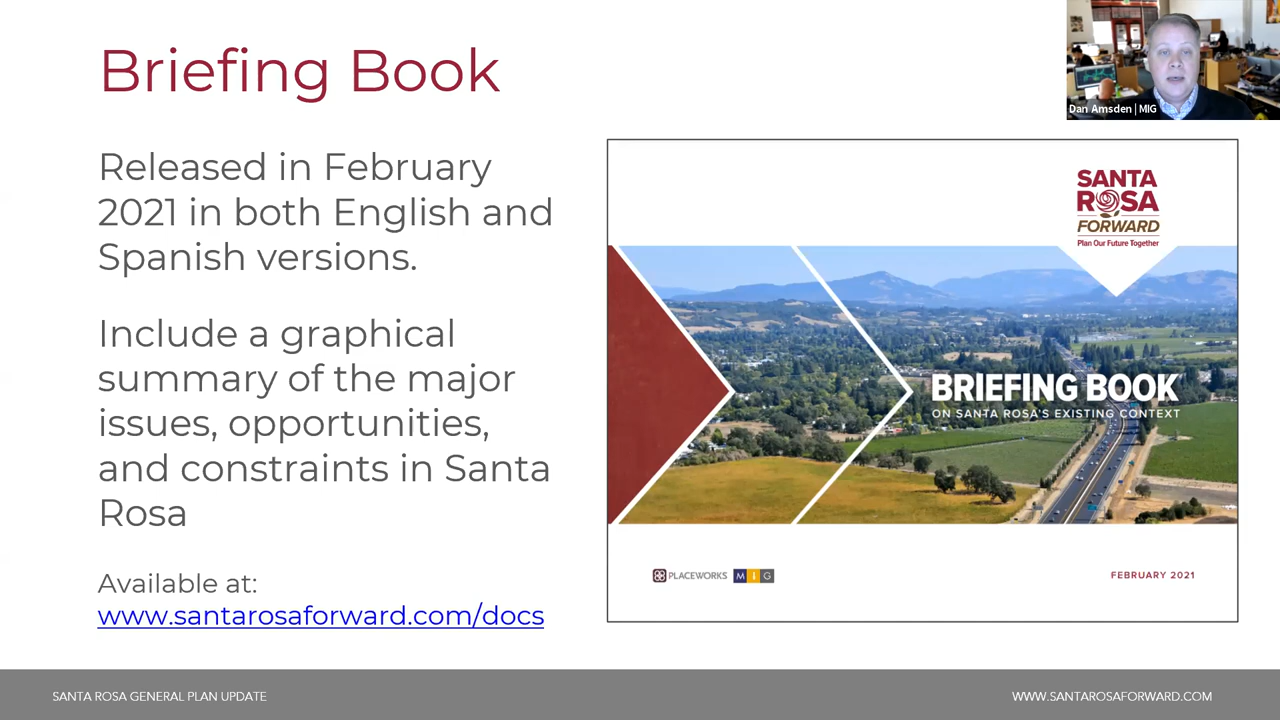 Briefing Book
Dan Amsden | MIG
Released in February
2021 in both English and
Spanish versions.
Include a graphical
summary of the major
issues, opportunities,
and constraints in Santa
Rosa
Available at:
www.santarosaforward.com/docs
SANTA
ROSA
FORWARD
Plan Our Future Together
BRIEFING BOOK
ON SANTA ROSA'S EXISTING CONTEXT
PLACEWORKS MIG
FEBRUARY 2021
SANTA ROSA GENERAL PLAN UPDATE
WWW.SANTAROSAFORWARD.COM